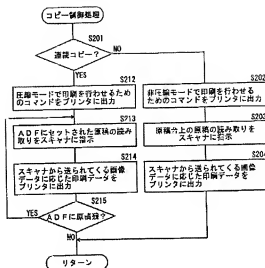 コピー制御処理
S201
連続コピー?
NO
YES
S212
圧縮モードで印刷を行わせるため
のコマンドをプリンタに出力
S202
非圧縮モードで印刷を行わせる
ためのコマンドをプリンタに出力
S213
ADFにセットされた原稿の読み
取りをスキャナに指示
S203
原稿台上の原稿の読み取りを
スキャナに指示
S214
スキャナから送られてくる画像
データに応じた印刷データを
プリンタに出力
S204
スキャナから送られてくる画像
データに応じた印刷データを
プリンタに出力
S215
YES
ADFに原稿残?
NO
リターン